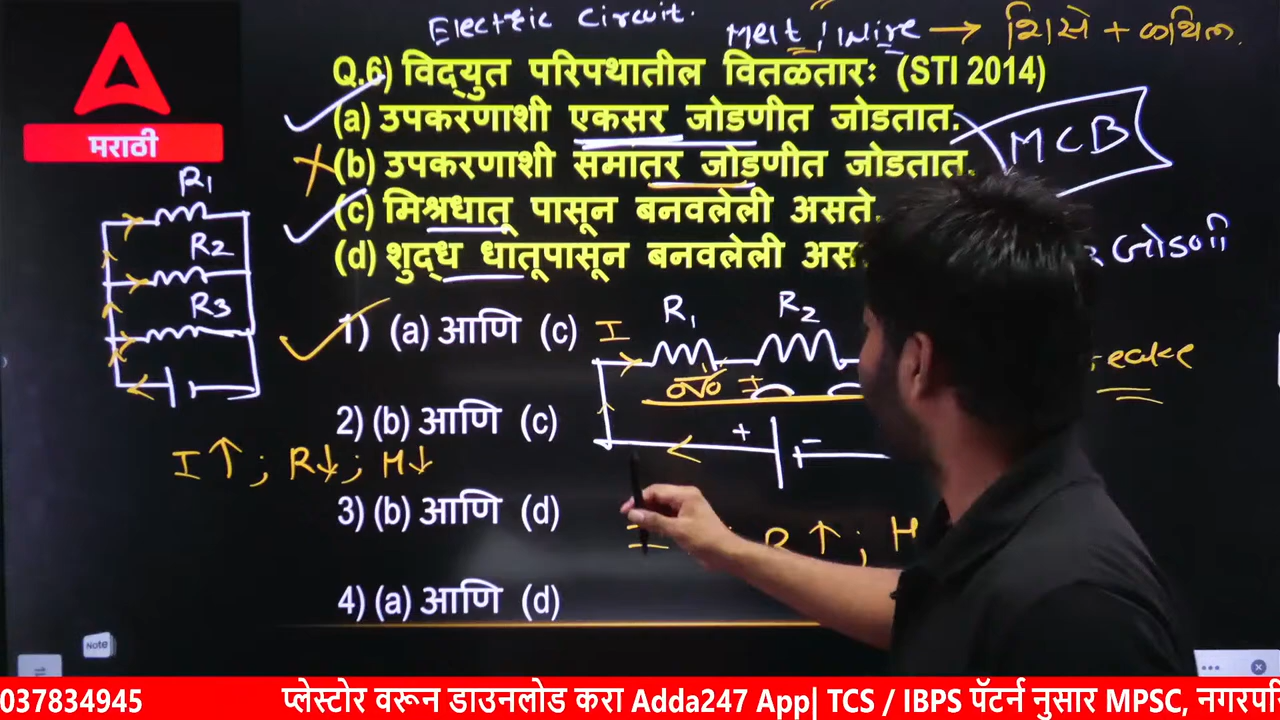 Electric Circuit.
Melt / Wire → शिसे + कथिल.
मराठी
Q.6) विद्युत परिपथातील वितळतारः (STI 2014)
(a) उपकरणाशी एकसर जोडणीत जोडतात.
(b) उपकरणाशी समातर जोडणीत जोडतात.
(c) मिश्रधातू पासून बनवलेली असते.
(d) शुद्ध धातूपासून बनवलेली
MCB
जोडणी
R1
R2
R3
1) (a) आणि (c)
2) (b) आणि (c)
3) (b) आणि (d)
4) (a) आणि (d)
I
R1
R2
+ −
I↑ ; R↓ ; H↓
R↑ ; H
Note
037834945 प्लेस्टोर वरून डाउनलोड करा Adda247 App| TCS / IBPS पॅटर्न नुसार MPSC,